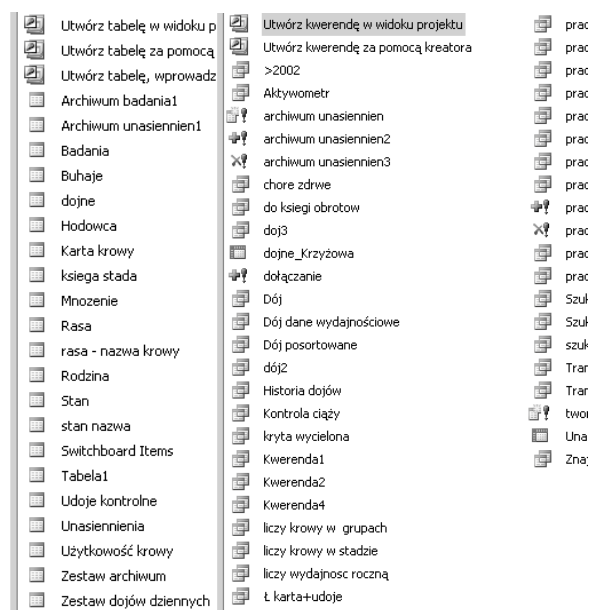 Utwórz tabelę w widoku p
Utwórz tabelę za pomocą
Utwórz tabelę, wprowadz
Archiwum badania1
Archiwum unasiennien1
Badania
Buhaje
dojne
Hodowca
Karta krowy
ksiega stada
Mnozenie
Rasa
rasa - nazwa krowy
Rodzina
Stan
stan nazwa
Switchboard Items
Tabela1
Udoje kontrolne
Unasiennienia
Użytkowość krowy
Zestaw archiwum
Zestaw dojów dziennych
Utwórz kwerendę w widoku projektu
Utwórz kwerendę za pomocą kreatora
>2002
Aktywometr
archiwum unasiennien
archiwum unasiennien2
archiwum unasiennien3
chore zdrwe
do ksiegi obrotow
doj3
dojne_Krzyżowa
dołączanie
Dój
Dój dane wydajnościowe
Dój posortowane
dój2
Historia dojów
Kontrola ciąży
kryta wycielona
Kwerenda1
Kwerenda2
Kwerenda4
liczy krowy w  grupach
liczy krowy w stadzie
liczy wydajnosc roczną
Ł karta+udoje
prac
prac
prac
prac
prac
prac
prac
prac
prac
prac
prac
prac
Szuk
Szuk
szuk
Tran
Tran
two
Una
Zna